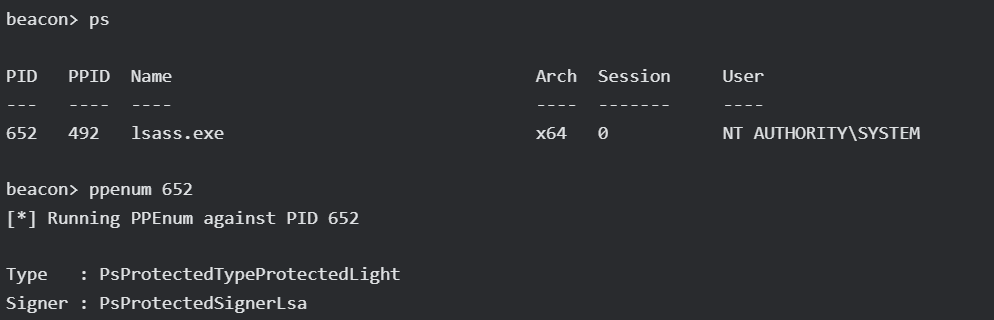 beacon> ps
PID PPID Name Arch Session User
--- ---- ---- ---- ------- ----
652 492 lsass.exe x64 0 NT AUTHORITY\SYSTEM
beacon> ppenum 652
[*] Running PPEnum against PID 652
Type : PsProtectedTypeProtectedLight
Signer : PsProtectedSignerLsa